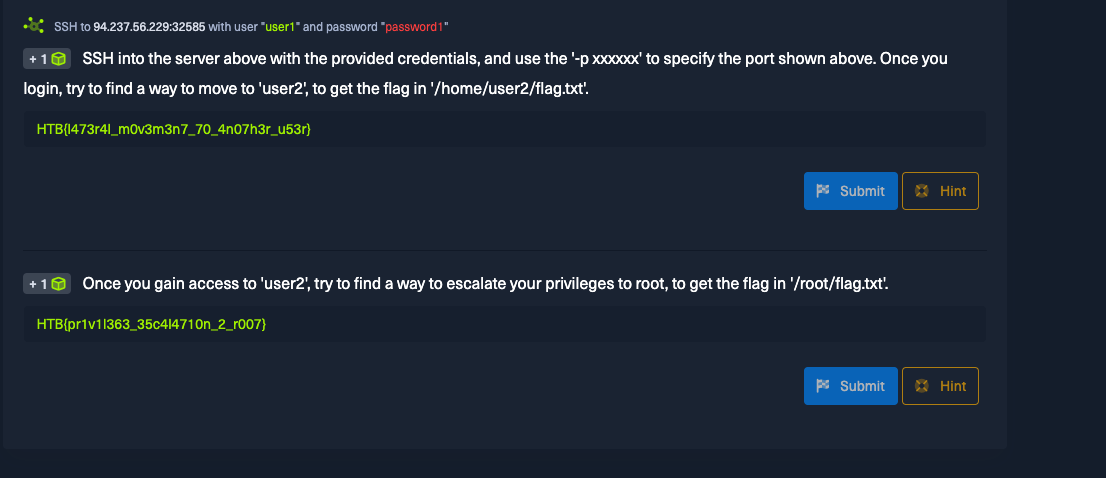 SSH to 94.237.56.229:32585 with user "user1" and password "password1"
+ 1 SSH into the server above with the provided credentials, and use the '-p xxxxxx' to specify the port shown above. Once you
login, try to find a way to move to 'user2', to get the flag in '/home/user2/flag.txt'.
HTB{l473r4l_m0v3m3n7_70_4n07h3r_u53r}
Submit Hint
+ 1 Once you gain access to 'user2', try to find a way to escalate your privileges to root, to get the flag in '/root/flag.txt'.
HTB{pr1v1l363_35c4l4710n_2_r007}
Submit Hint